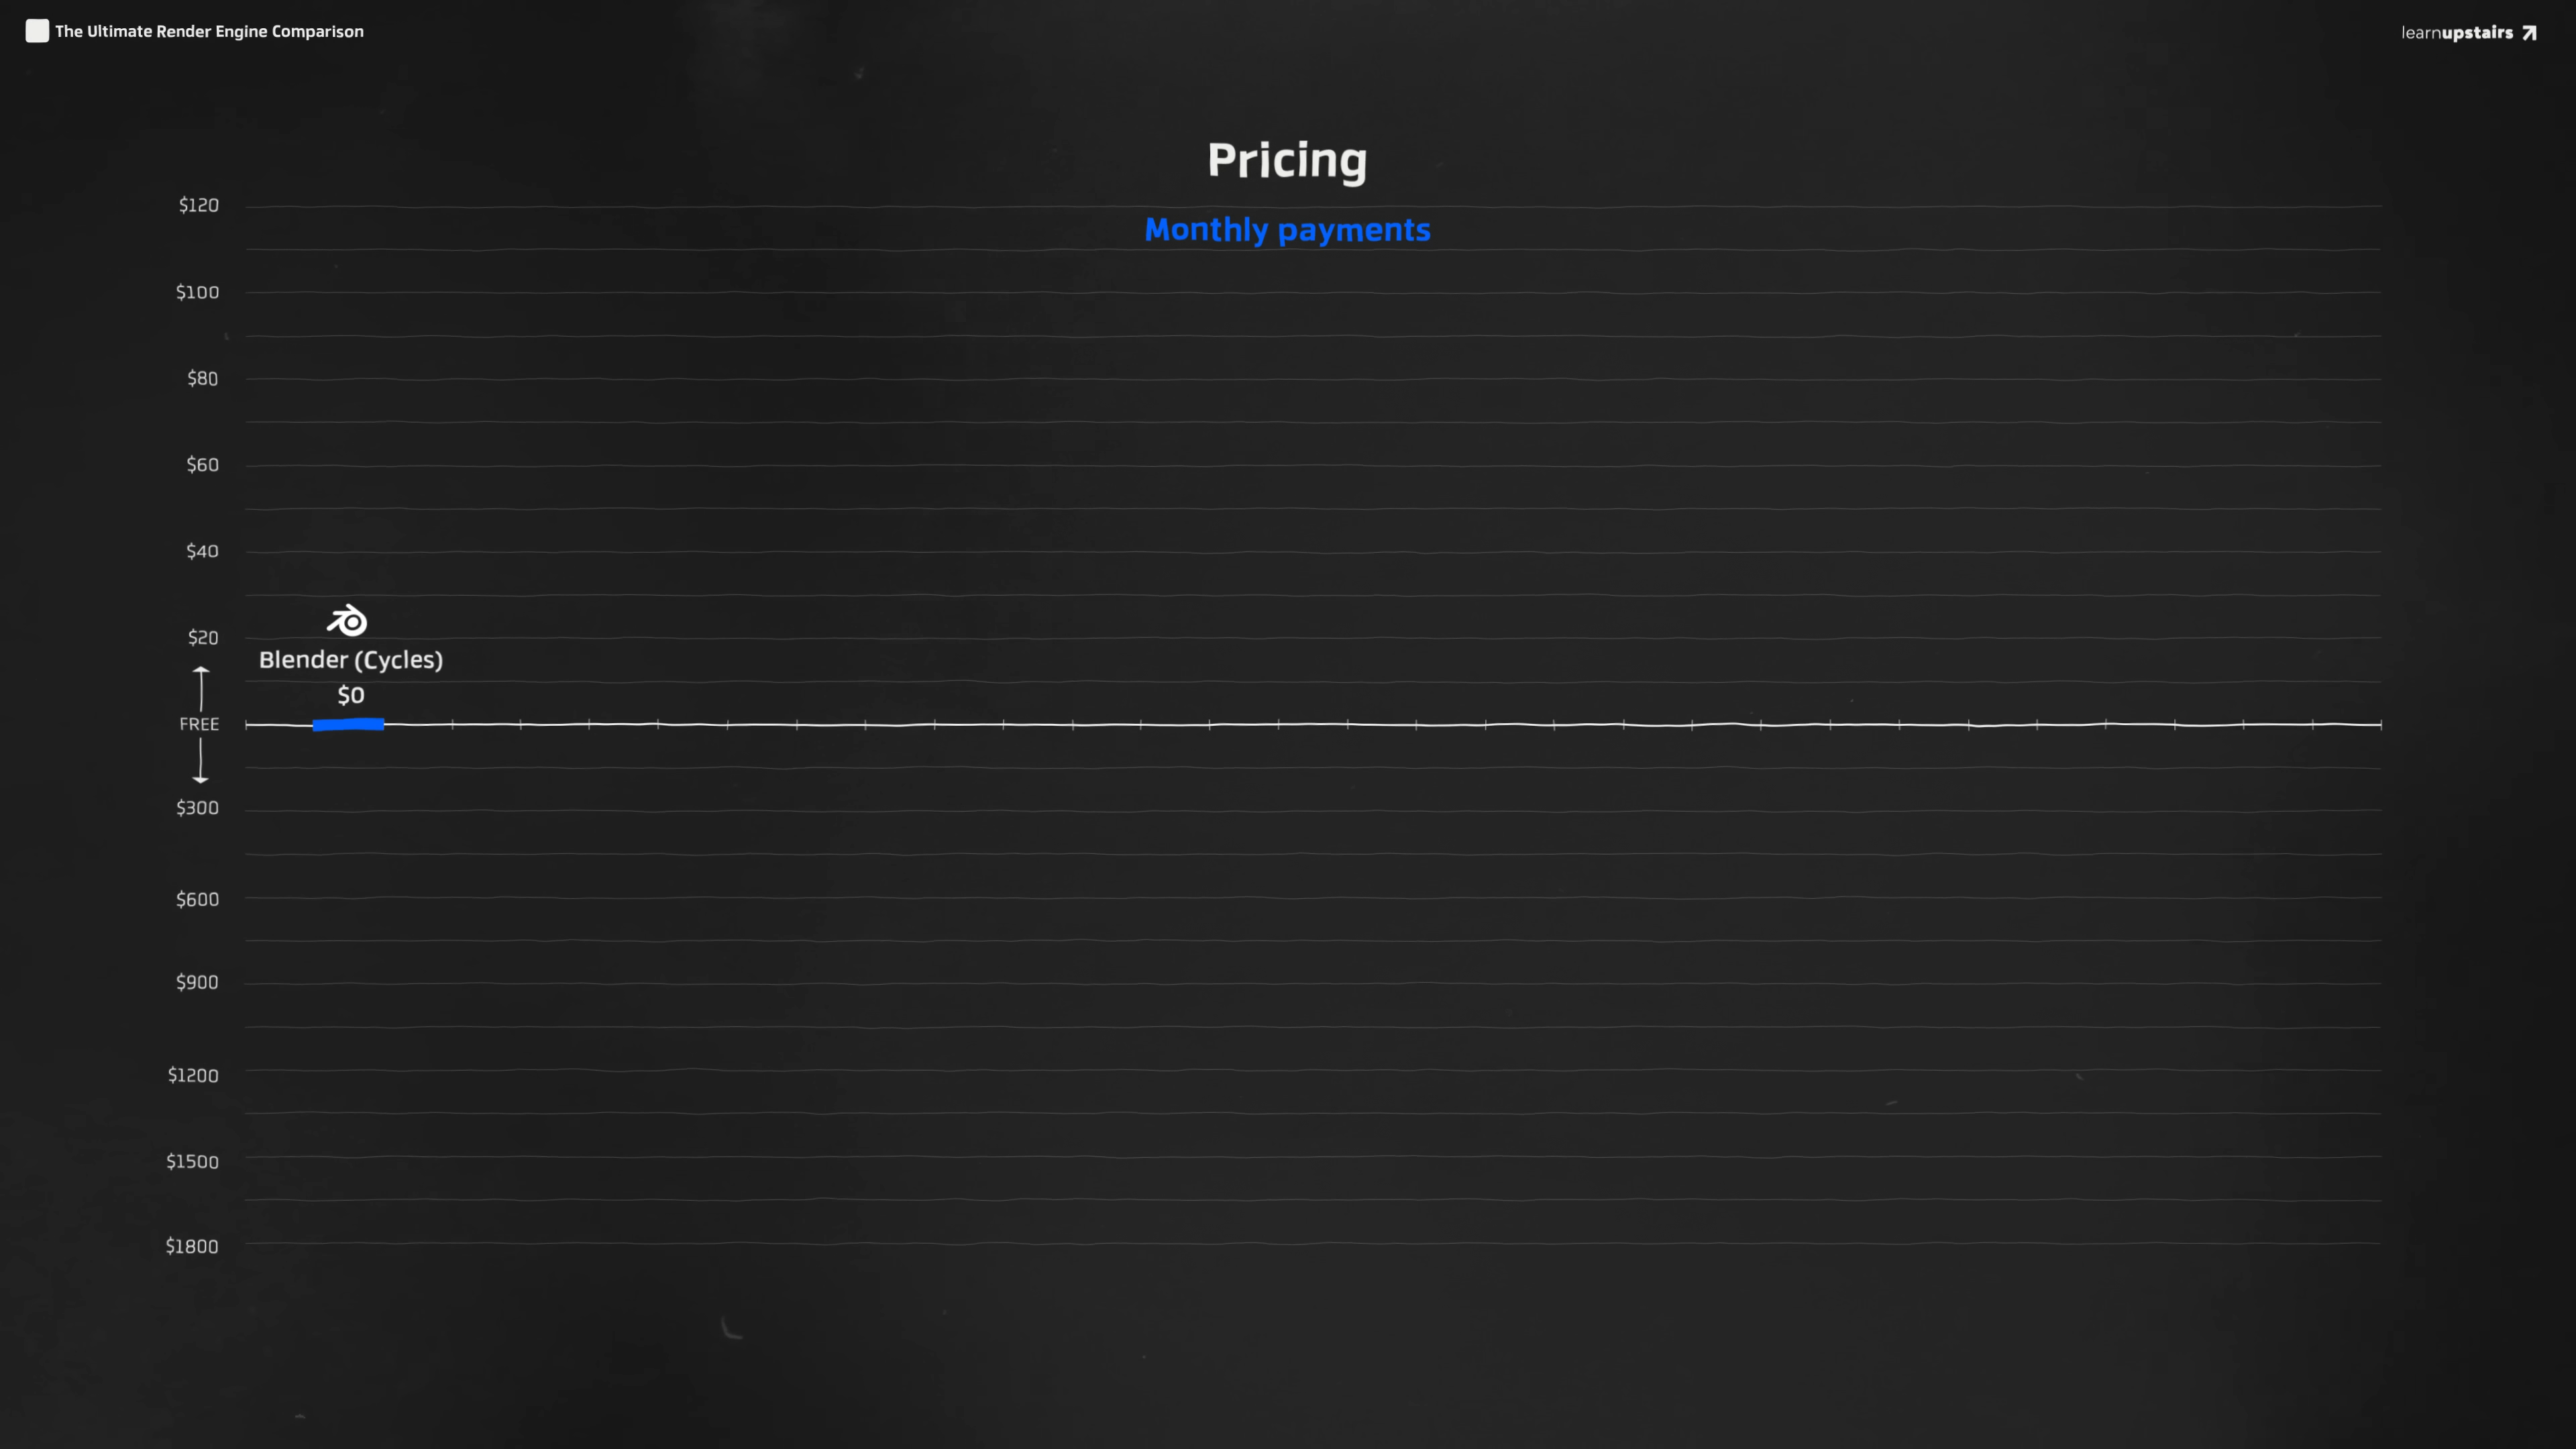 The Ultimate Render Engine Comparison
learnupstairs
Pricing
Monthly payments
$120
$100
$80
$60
$40
$20
Blender (Cycles)
$0
FREE
$300
$600
$900
$1200
$1500
$1800